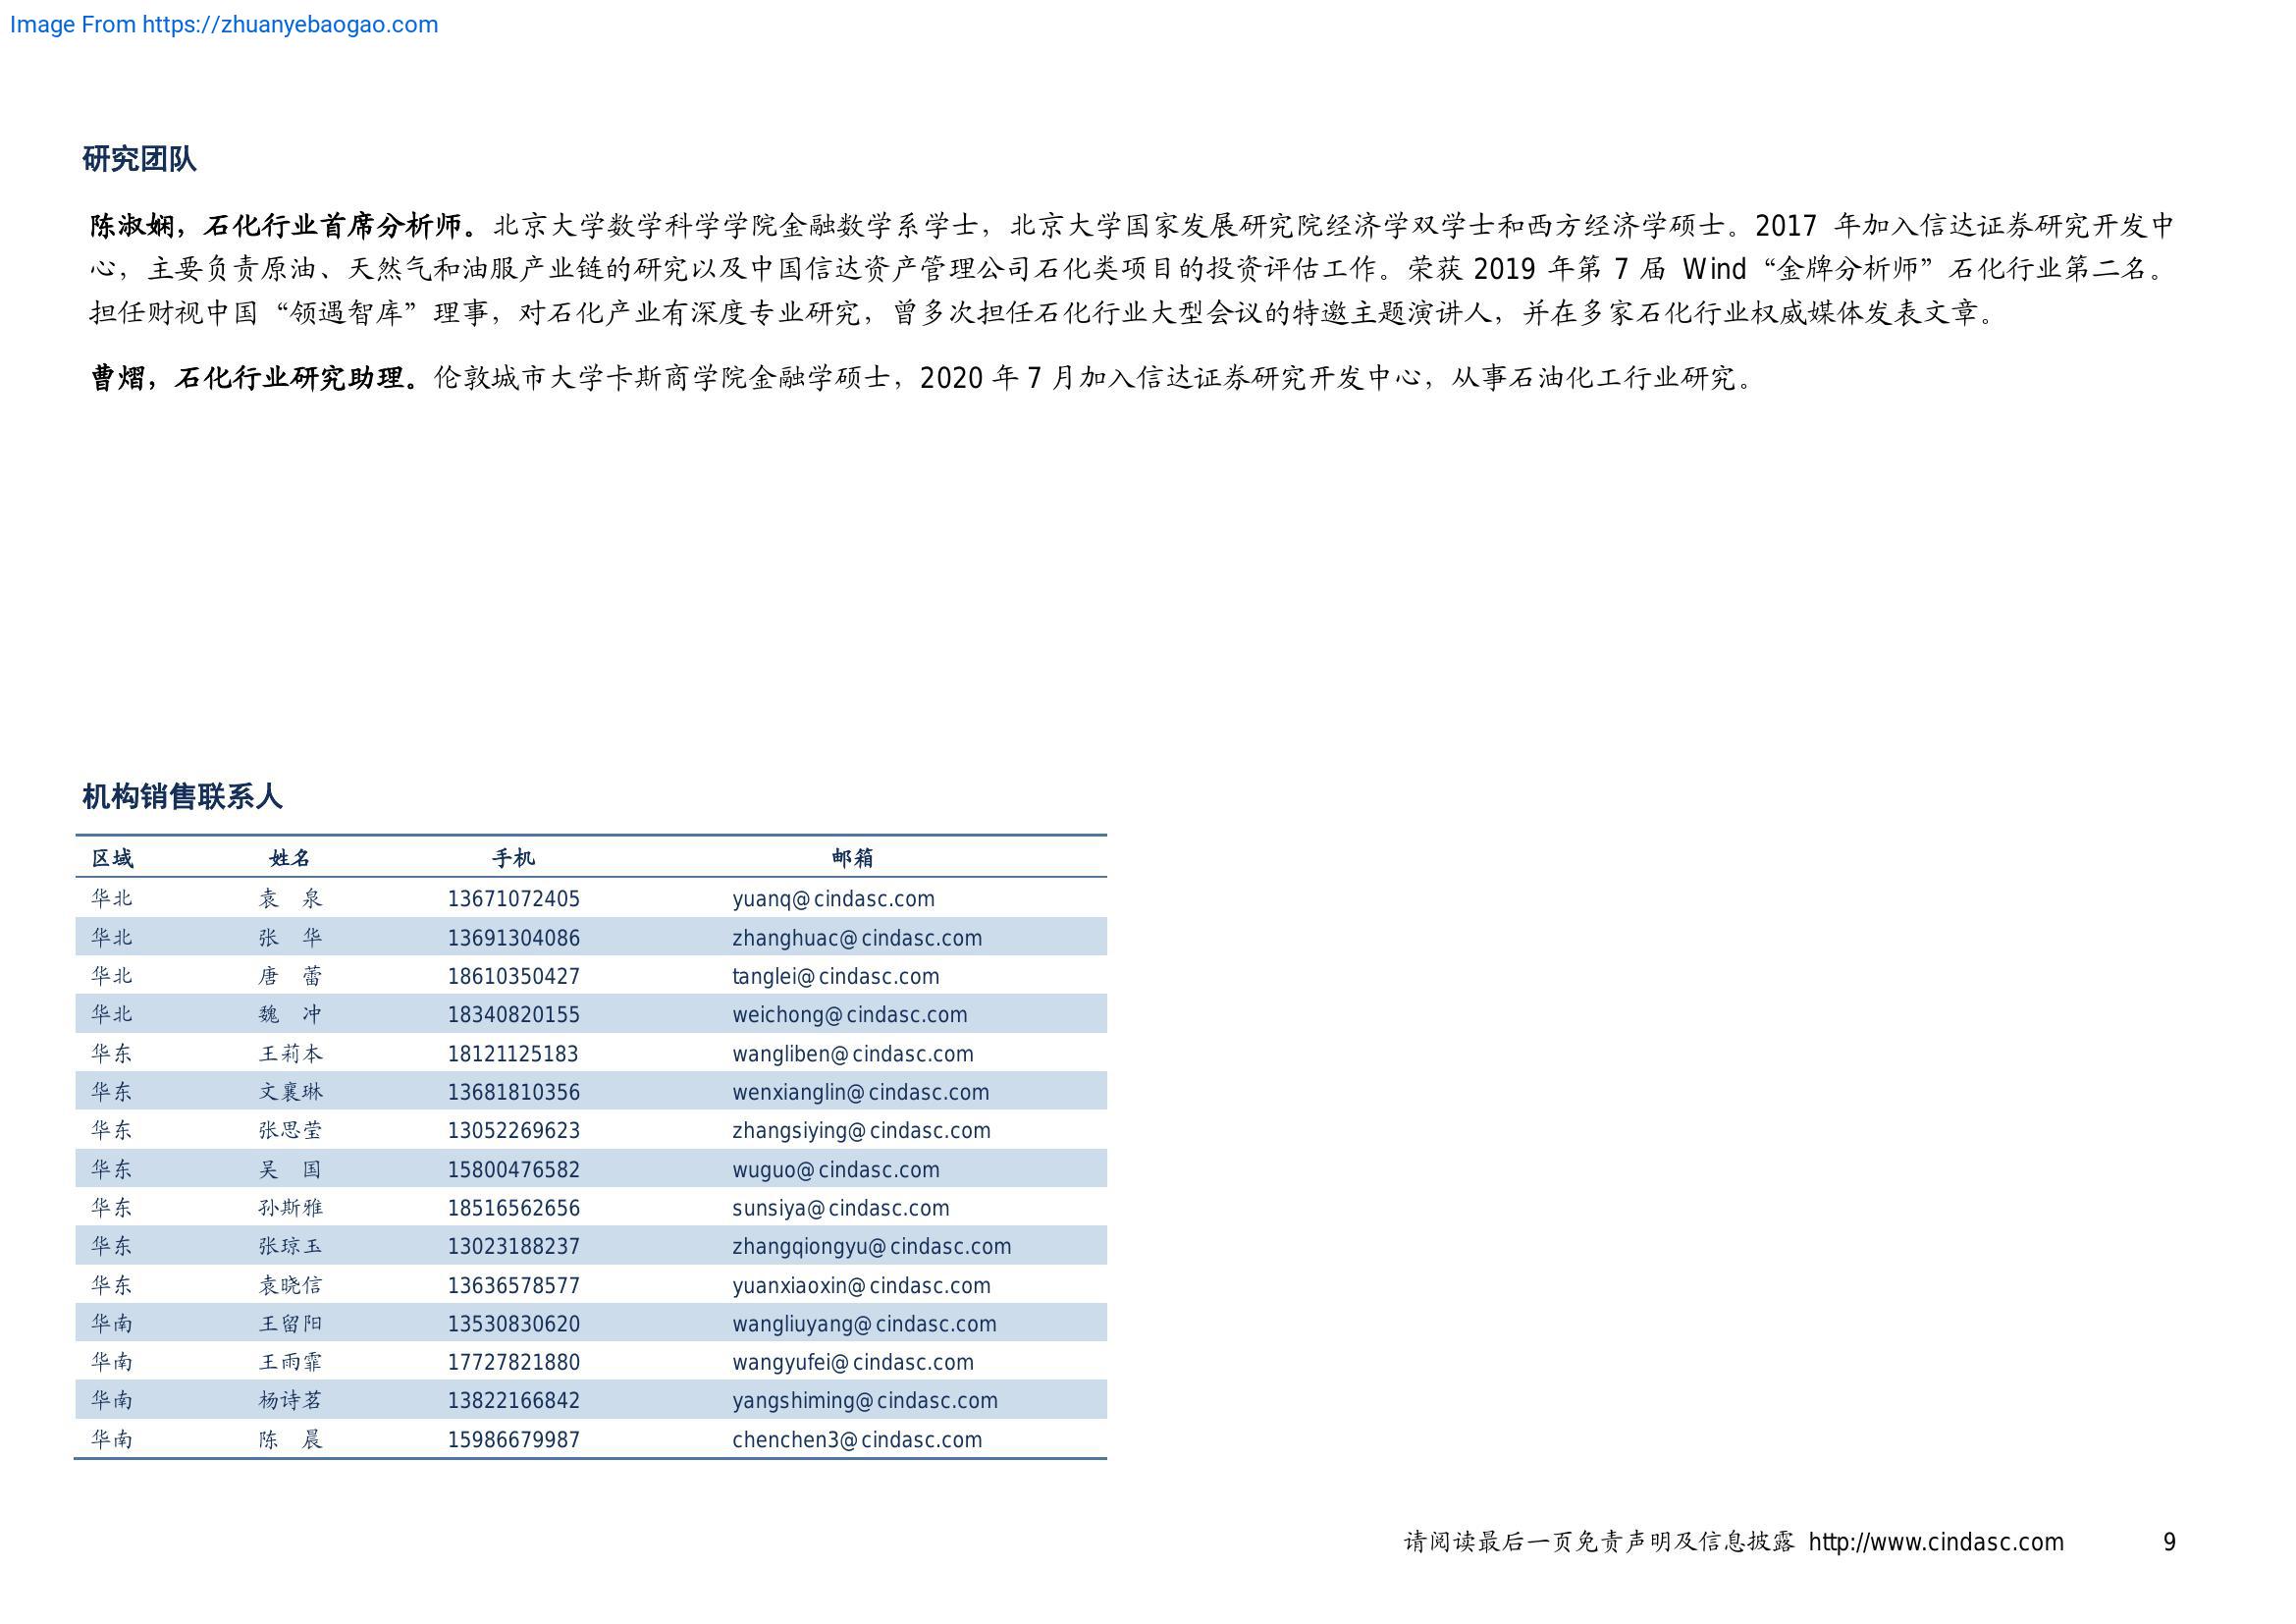 Image From https://zhuanyebaogao.com
研究团队
陈淑娴，石化行业首席分析师。北京大学数学科学学院金融数学系学士，北京大学国家发展研究院经济学双学士和西方经济学硕士。2017 年加入信达证券研究开发中
心，主要负责原油、天然气和油服产业链的研究以及中国信达资产管理公司石化类项目的投资评估工作。荣获 2019 年第 7 届 Wind“金牌分析师”石化行业第二名。
担任财视中国“领遇智库”理事，对石化产业有深度专业研究，曾多次担任石化行业大型会议的特邀主题演讲人，并在多家石化行业权威媒体发表文章。
曹熠，石化行业研究助理。伦敦城市大学卡斯商学院金融学硕士，2020 年 7 月加入信达证券研究开发中心，从事石油化工行业研究。
机构销售联系人
区域 姓名 手机 邮箱
华北 袁　泉 13671072405 yuanq@cindasc.com
华北 张　华 13691304086 zhanghuac@cindasc.com
华北 唐　蕾 18610350427 tanglei@cindasc.com
华北 魏　冲 18340820155 weichong@cindasc.com
华东 王莉本 18121125183 wangliben@cindasc.com
华东 文襄琳 13681810356 wenxianglin@cindasc.com
华东 张思莹 13052269623 zhangsiying@cindasc.com
华东 吴　国 15800476582 wuguo@cindasc.com
华东 孙斯雅 18516562656 sunsiya@cindasc.com
华东 张琼玉 13023188237 zhangqiongyu@cindasc.com
华东 袁晓信 13636578577 yuanxiaoxin@cindasc.com
华南 王留阳 13530830620 wangliuyang@cindasc.com
华南 王雨霏 17727821880 wangyufei@cindasc.com
华南 杨诗茗 13822166842 yangshiming@cindasc.com
华南 陈　晨 15986679987 chenchen3@cindasc.com
请阅读最后一页免责声明及信息披露 http://www.cindasc.com 9